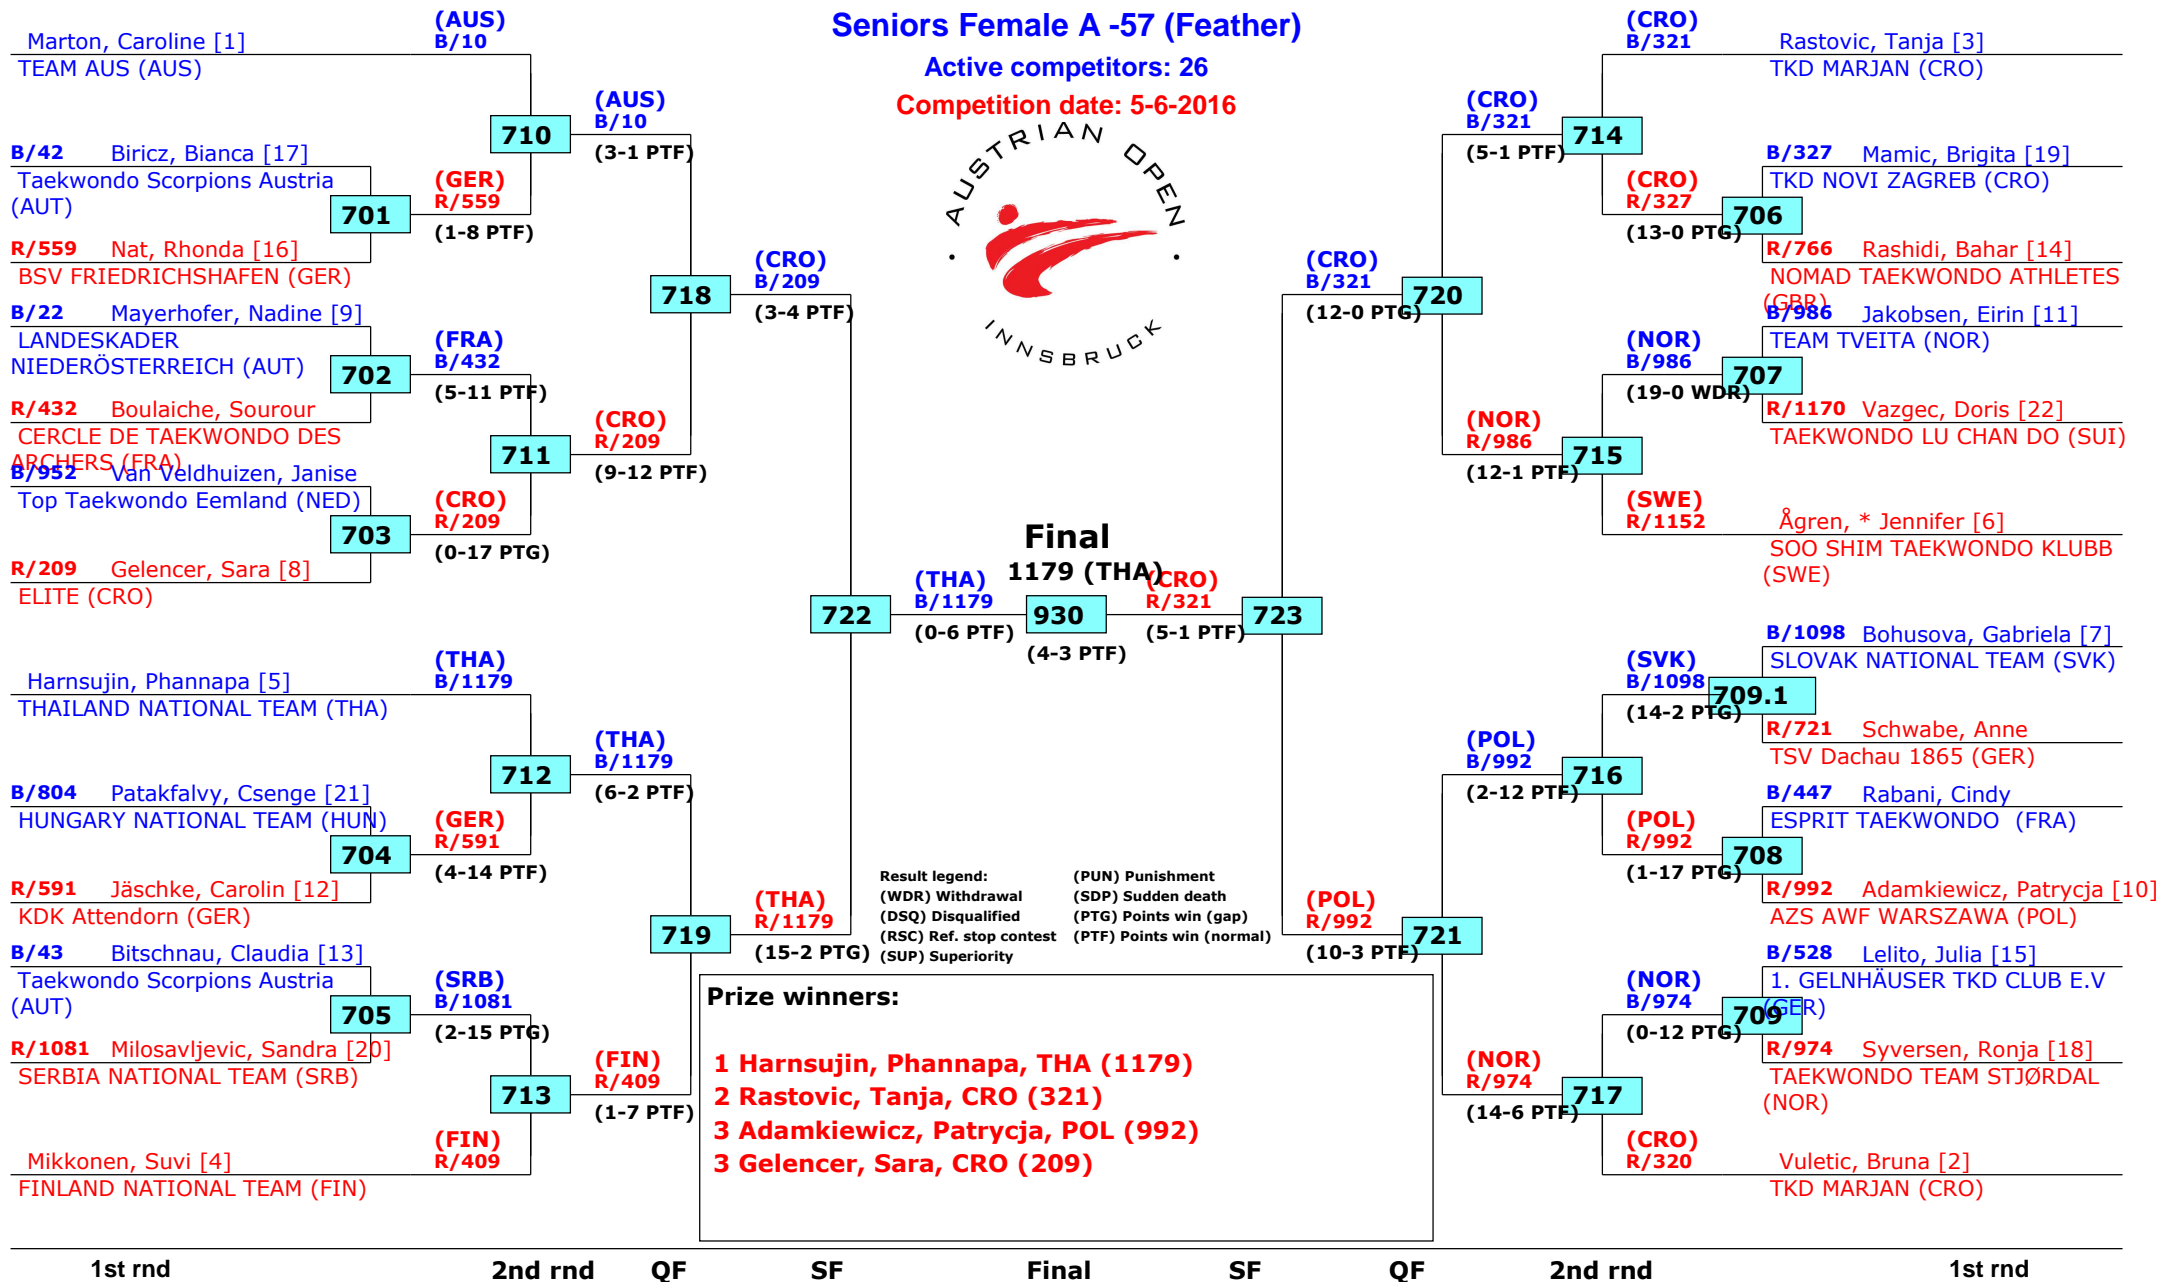 Seniors Female A -57 (Feather)
Active competitors: 26
Competition date: 5-6-2016
AUSTRIAN OPEN
INNSBRUCK
Marton, Caroline [1]
TEAM AUS (AUS)
(AUS)
B/10
B/42 Biricz, Bianca [17]
Taekwondo Scorpions Austria
(AUT)
701
R/559 Nat, Rhonda [16]
BSV FRIEDRICHSHAFEN (GER)
(GER)
R/559
(1-8 PTF)
710
(AUS)
B/10
(3-1 PTF)
B/22 Mayerhofer, Nadine [9]
LANDESKADER
NIEDERÖSTERREICH (AUT)
702
R/432 Boulaiche, Sourour
CERCLE DE TAEKWONDO DES
ARCHERS (FRA)
(FRA)
B/432
(5-11 PTF)
B/952 Van Veldhuizen, Janise
Top Taekwondo Eemland (NED)
703
R/209 Gelencer, Sara [8]
ELITE (CRO)
(CRO)
R/209
(0-17 PTG)
711
(CRO)
R/209
(9-12 PTF)
718
(CRO)
B/209
(3-4 PTF)
Harnsujin, Phannapa [5]
THAILAND NATIONAL TEAM (THA)
(THA)
B/1179
B/804 Patakfalvy, Csenge [21]
HUNGARY NATIONAL TEAM (HUN)
704
R/591 Jäschke, Carolin [12]
KDK Attendorn (GER)
(GER)
R/591
(4-14 PTF)
712
(THA)
B/1179
(6-2 PTF)
B/43 Bitschnau, Claudia [13]
Taekwondo Scorpions Austria
(AUT)
705
R/1081 Milosavljevic, Sandra [20]
SERBIA NATIONAL TEAM (SRB)
(SRB)
B/1081
(2-15 PTG)
Mikkonen, Suvi [4]
FINLAND NATIONAL TEAM (FIN)
(FIN)
R/409
713
(FIN)
R/409
(1-7 PTF)
719
(THA)
R/1179
(15-2 PTG)
722
(THA)
B/1179
(0-6 PTF)
Final
1179 (THA)
930
(4-3 PTF)
(CRO)
R/321
(5-1 PTF)
723
(CRO)
B/321
(12-0 PTG)
720
(CRO)
B/321
(5-1 PTF)
714
(CRO)
B/321
Rastovic, Tanja [3]
TKD MARJAN (CRO)
(CRO)
R/327
(13-0 PTG)
706
B/327 Mamic, Brigita [19]
TKD NOVI ZAGREB (CRO)
R/766 Rashidi, Bahar [14]
NOMAD TAEKWONDO ATHLETES
(GBR)
(NOR)
R/986
(12-1 PTF)
715
(NOR)
B/986
(19-0 WDR)
707
B/986 Jakobsen, Eirin [11]
TEAM TVEITA (NOR)
R/1170 Vazgec, Doris [22]
TAEKWONDO LU CHAN DO (SUI)
(SWE)
R/1152
Ågren, * Jennifer [6]
SOO SHIM TAEKWONDO KLUBB
(SWE)
(POL)
R/992
(10-3 PTF)
721
(POL)
B/992
(2-12 PTF)
716
(SVK)
B/1098
(14-2 PTG)
709.1
B/1098 Bohusova, Gabriela [7]
SLOVAK NATIONAL TEAM (SVK)
R/721 Schwabe, Anne
TSV Dachau 1865 (GER)
(POL)
R/992
(1-17 PTG)
708
B/447 Rabani, Cindy
ESPRIT TAEKWONDO (FRA)
R/992 Adamkiewicz, Patrycja [10]
AZS AWF WARSZAWA (POL)
(NOR)
R/974
(14-6 PTF)
717
(NOR)
B/974
(0-12 PTG)
709
B/528 Lelito, Julia [15]
1. GELNHÄUSER TKD CLUB E.V
(GER)
R/974 Syversen, Ronja [18]
TAEKWONDO TEAM STJØRDAL
(NOR)
(CRO)
R/320
Vuletic, Bruna [2]
TKD MARJAN (CRO)
Result legend:
(WDR) Withdrawal
(DSQ) Disqualified
(RSC) Ref. stop contest
(SUP) Superiority
(PUN) Punishment
(SDP) Sudden death
(PTG) Points win (gap)
(PTF) Points win (normal)
Prize winners:
1 Harnsujin, Phannapa, THA (1179)
2 Rastovic, Tanja, CRO (321)
3 Adamkiewicz, Patrycja, POL (992)
3 Gelencer, Sara, CRO (209)
1st rnd 2nd rnd QF SF Final SF QF 2nd rnd 1st rnd